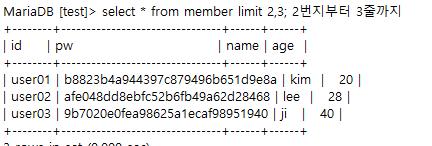 MariaDB [test]> select * from member limit 2,3; 2번지부터 3줄까지
+--------+----------------------------------+------+------+
| id | pw | name | age |
+--------+----------------------------------+------+------+
| user01 | b8823b4a944397c879496b651d9e8a | kim | 20 |
| user02 | afe048dd8ebfc52b6fb49a62d28468 | lee | 28 |
| user03 | 9b7020e0fea98625a1ecaf98951940 | ji | 40 |
+--------+----------------------------------+------+------+